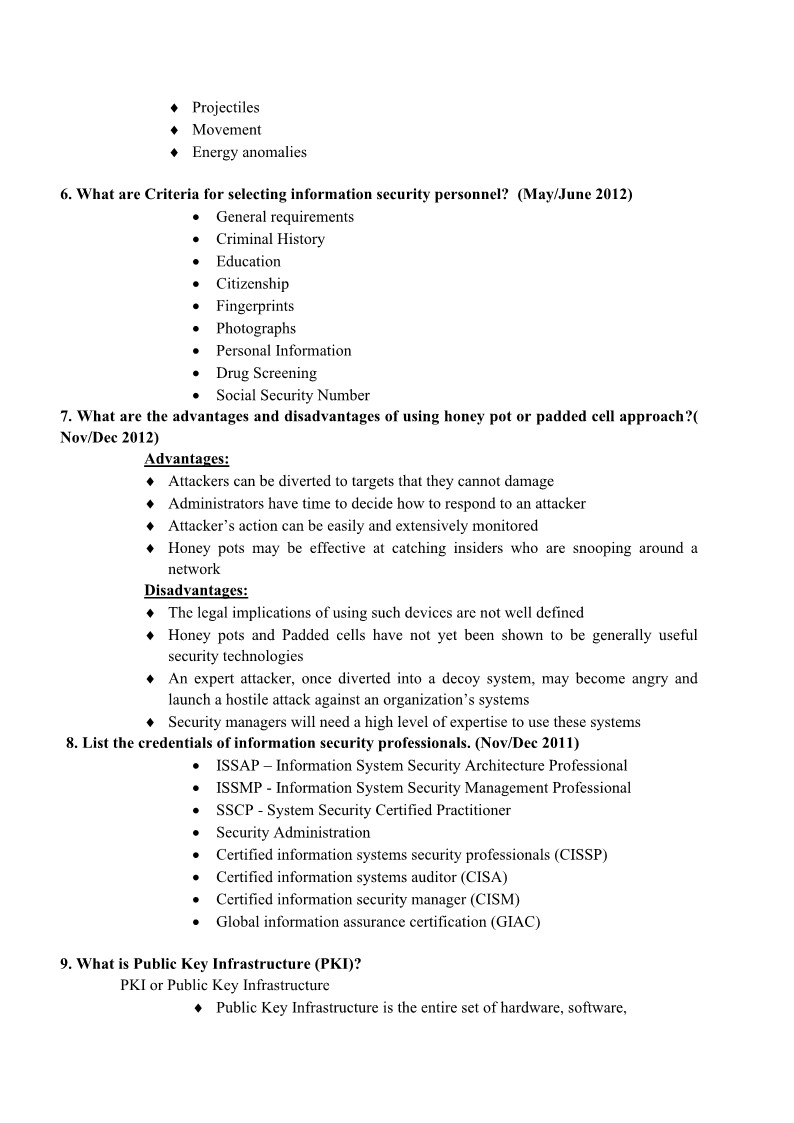 ♦ Projectiles
♦ Movement
♦ Energy anomalies
6. What are Criteria for selecting information security personnel?  (May/June 2012)
• General requirements
• Criminal History
• Education
• Citizenship
• Fingerprints
• Photographs
• Personal Information
• Drug Screening
• Social Security Number
7. What are the advantages and disadvantages of using honey pot or padded cell approach?(
Nov/Dec 2012)
Advantages:
♦ Attackers can be diverted to targets that they cannot damage
♦ Administrators have time to decide how to respond to an attacker
♦ Attacker’s action can be easily and extensively monitored
♦ Honey pots may be effective at catching insiders who are snooping around a
network
Disadvantages:
♦ The legal implications of using such devices are not well defined
♦ Honey pots and Padded cells have not yet been shown to be generally useful
security technologies
♦ An expert attacker, once diverted into a decoy system, may become angry and
launch a hostile attack against an organization’s systems
♦ Security managers will need a high level of expertise to use these systems
8. List the credentials of information security professionals. (Nov/Dec 2011)
• ISSAP – Information System Security Architecture Professional
• ISSMP - Information System Security Management Professional
• SSCP - System Security Certified Practitioner
• Security Administration
• Certified information systems security professionals (CISSP)
• Certified information systems auditor (CISA)
• Certified information security manager (CISM)
• Global information assurance certification (GIAC)
9. What is Public Key Infrastructure (PKI)?
PKI or Public Key Infrastructure
♦ Public Key Infrastructure is the entire set of hardware, software,